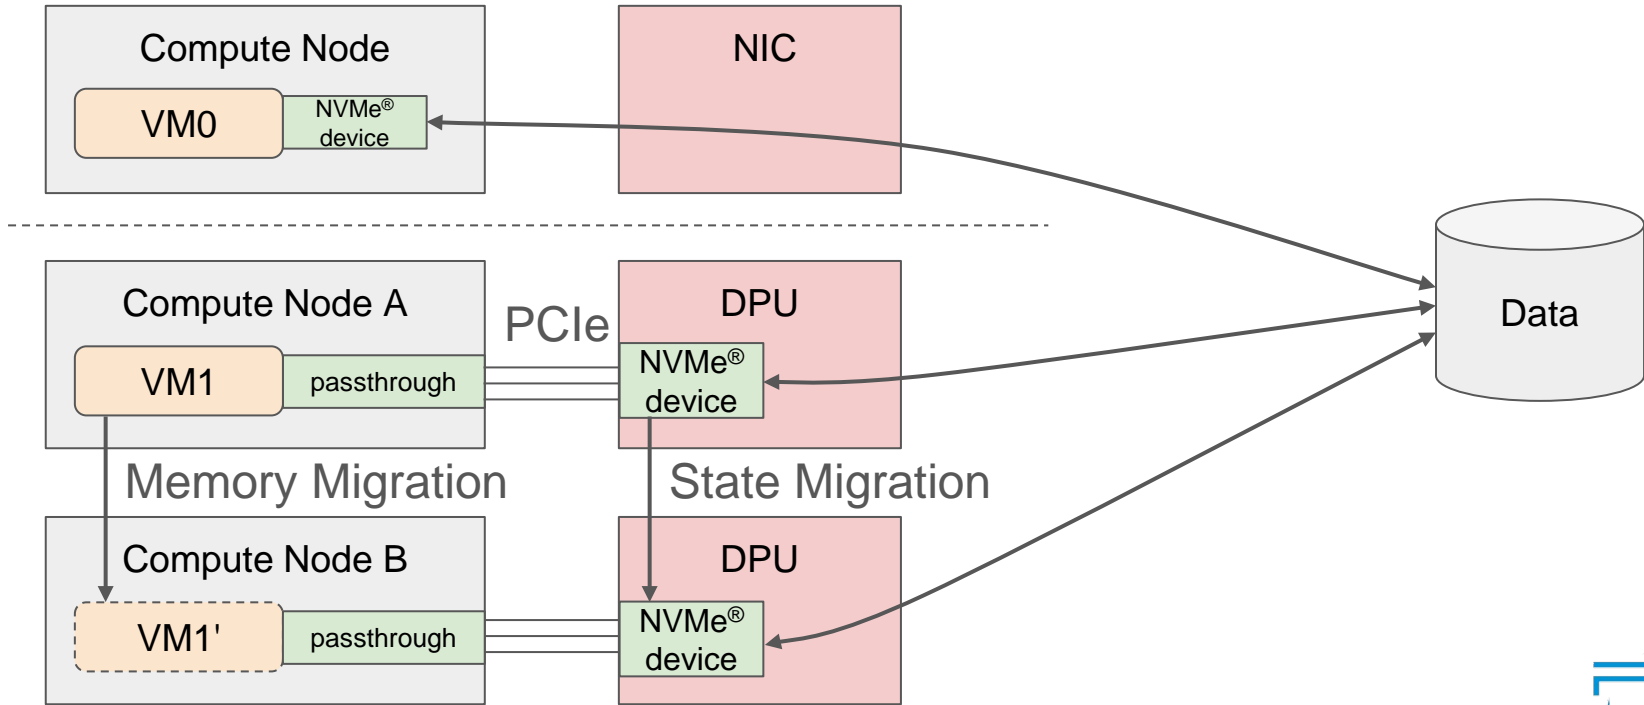 Compute Node
NIC
VM0
NVMe®
device
Compute Node A
PCIe
DPU
VM1
passthrough
NVMe®
device
Data
Memory Migration
State Migration
Compute Node B
DPU
VM1'
passthrough
NVMe®
device